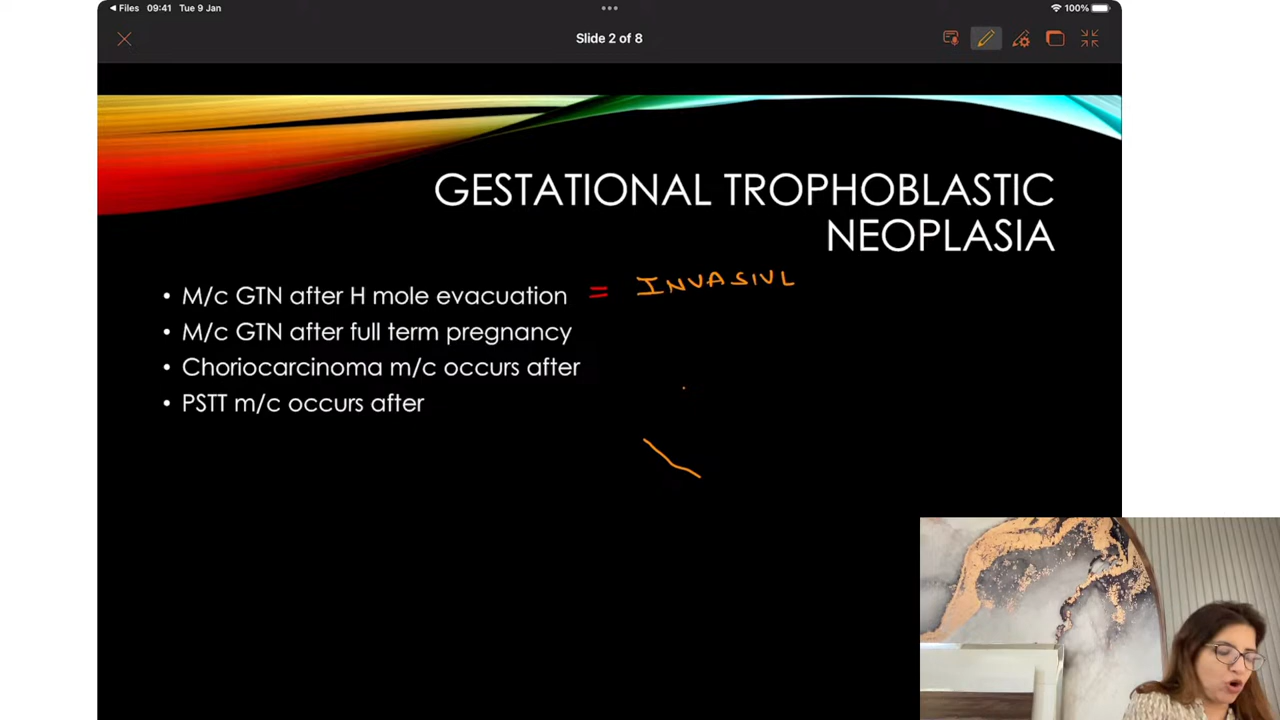 Files 09:41 Tue 9 Jan 100%
Slide 2 of 8
GESTATIONAL TROPHOBLASTIC
NEOPLASIA
• M/c GTN after H mole evacuation = INVASIVL
• M/c GTN after full term pregnancy
• Choriocarcinoma m/c occurs after
• PSTT m/c occurs after